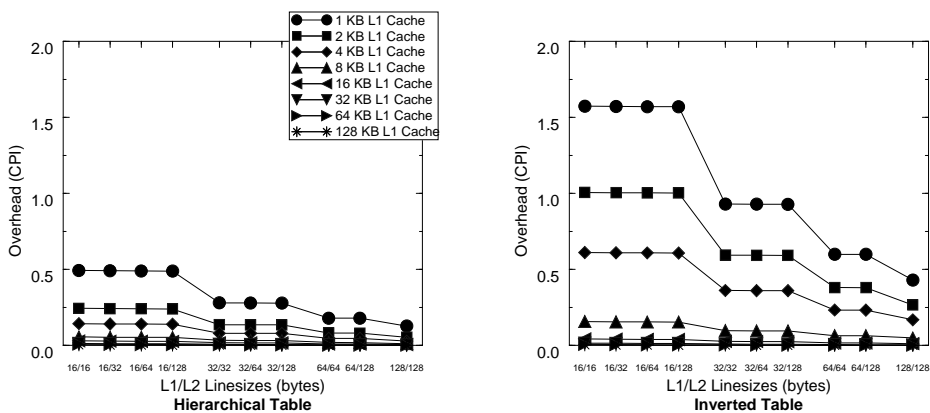 1 KB L1 Cache
2 KB L1 Cache
4 KB L1 Cache
8 KB L1 Cache
16 KB L1 Cache
32 KB L1 Cache
64 KB L1 Cache
128 KB L1 Cache
2.0
1.5
1.0
0.5
0.0
Overhead (CPI)
16/16 16/32 16/64 16/128 32/32 32/64 32/128 64/64 64/128 128/128
L1/L2 Linesizes (bytes)
Hierarchical Table
2.0
1.5
1.0
0.5
0.0
Overhead (CPI)
16/16 16/32 16/64 16/128 32/32 32/64 32/128 64/64 64/128 128/128
L1/L2 Linesizes (bytes)
Inverted Table